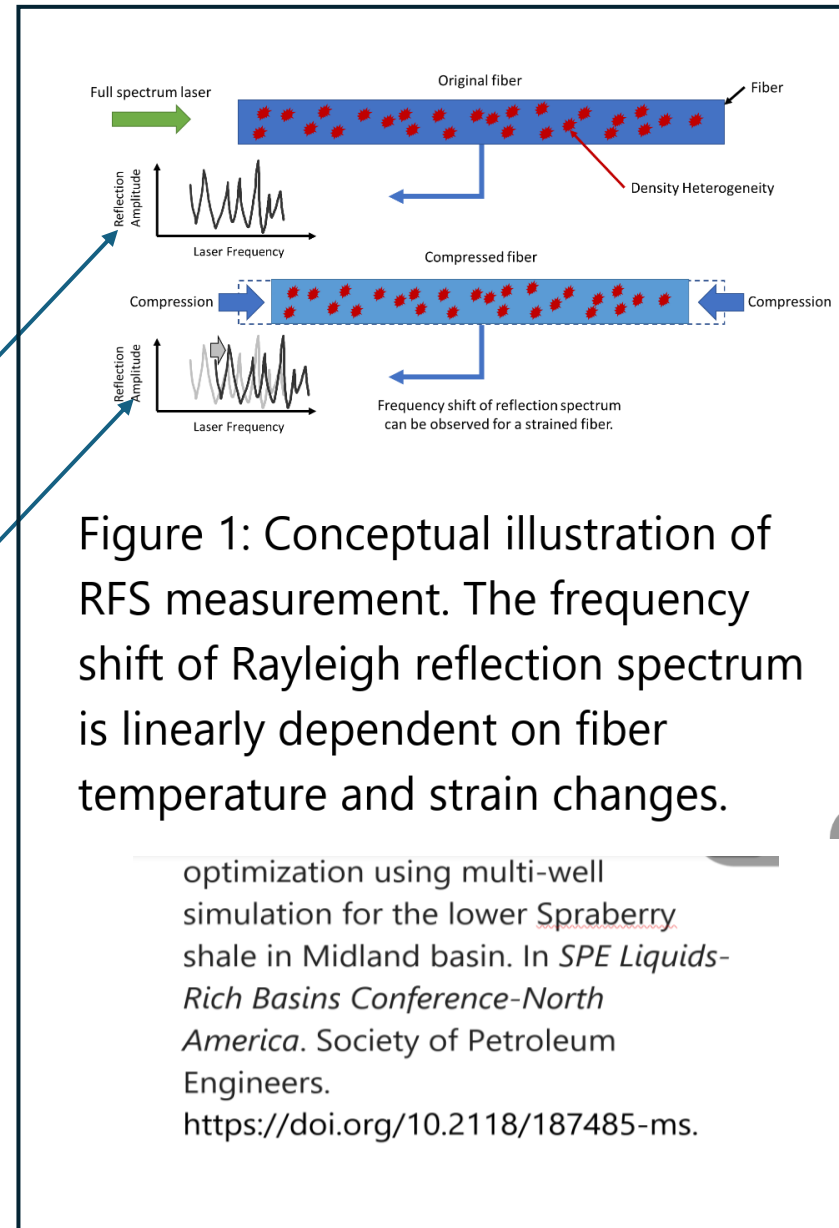 Original fiber
Full spectrum laser
Fiber
Density Heterogeneity
Reflection
Amplitude
Laser Frequency
Compressed fiber
Compression
Compression
Reflection
Amplitude
Laser Frequency
Frequency shift of reflection spectrum
can be observed for a strained fiber.
Figure 1: Conceptual illustration of
RFS measurement. The frequency
shift of Rayleigh reflection spectrum
is linearly dependent on fiber
temperature and strain changes.
optimization using multi-well
simulation for the lower Spraberry
shale in Midland basin. In SPE Liquids-
Rich Basins Conference-North
America. Society of Petroleum
Engineers.
https://doi.org/10.2118/187485-ms.